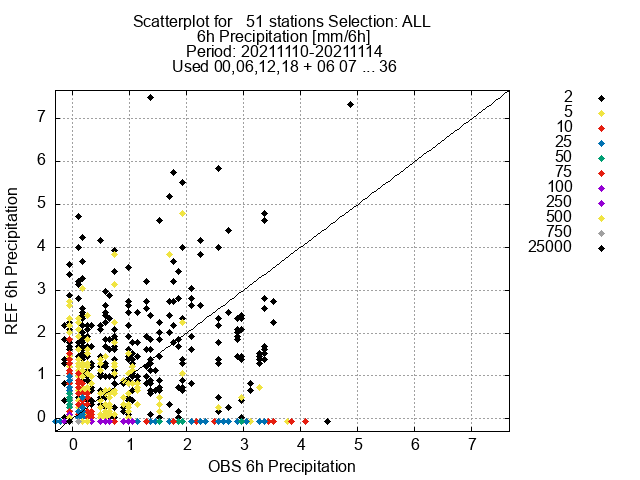 Scatterplot for 51 stations Selection: ALL
6h Precipitation [mm/6h]
Period: 20211110-20211114
Used 00,06,12,18 + 06 07 ... 36
2
5
10
25
50
75
100
250
500
750
25000
REF 6h Precipitation
7
6
5
4
3
2
1
0
0 1 2 3 4 5 6 7
OBS 6h Precipitation